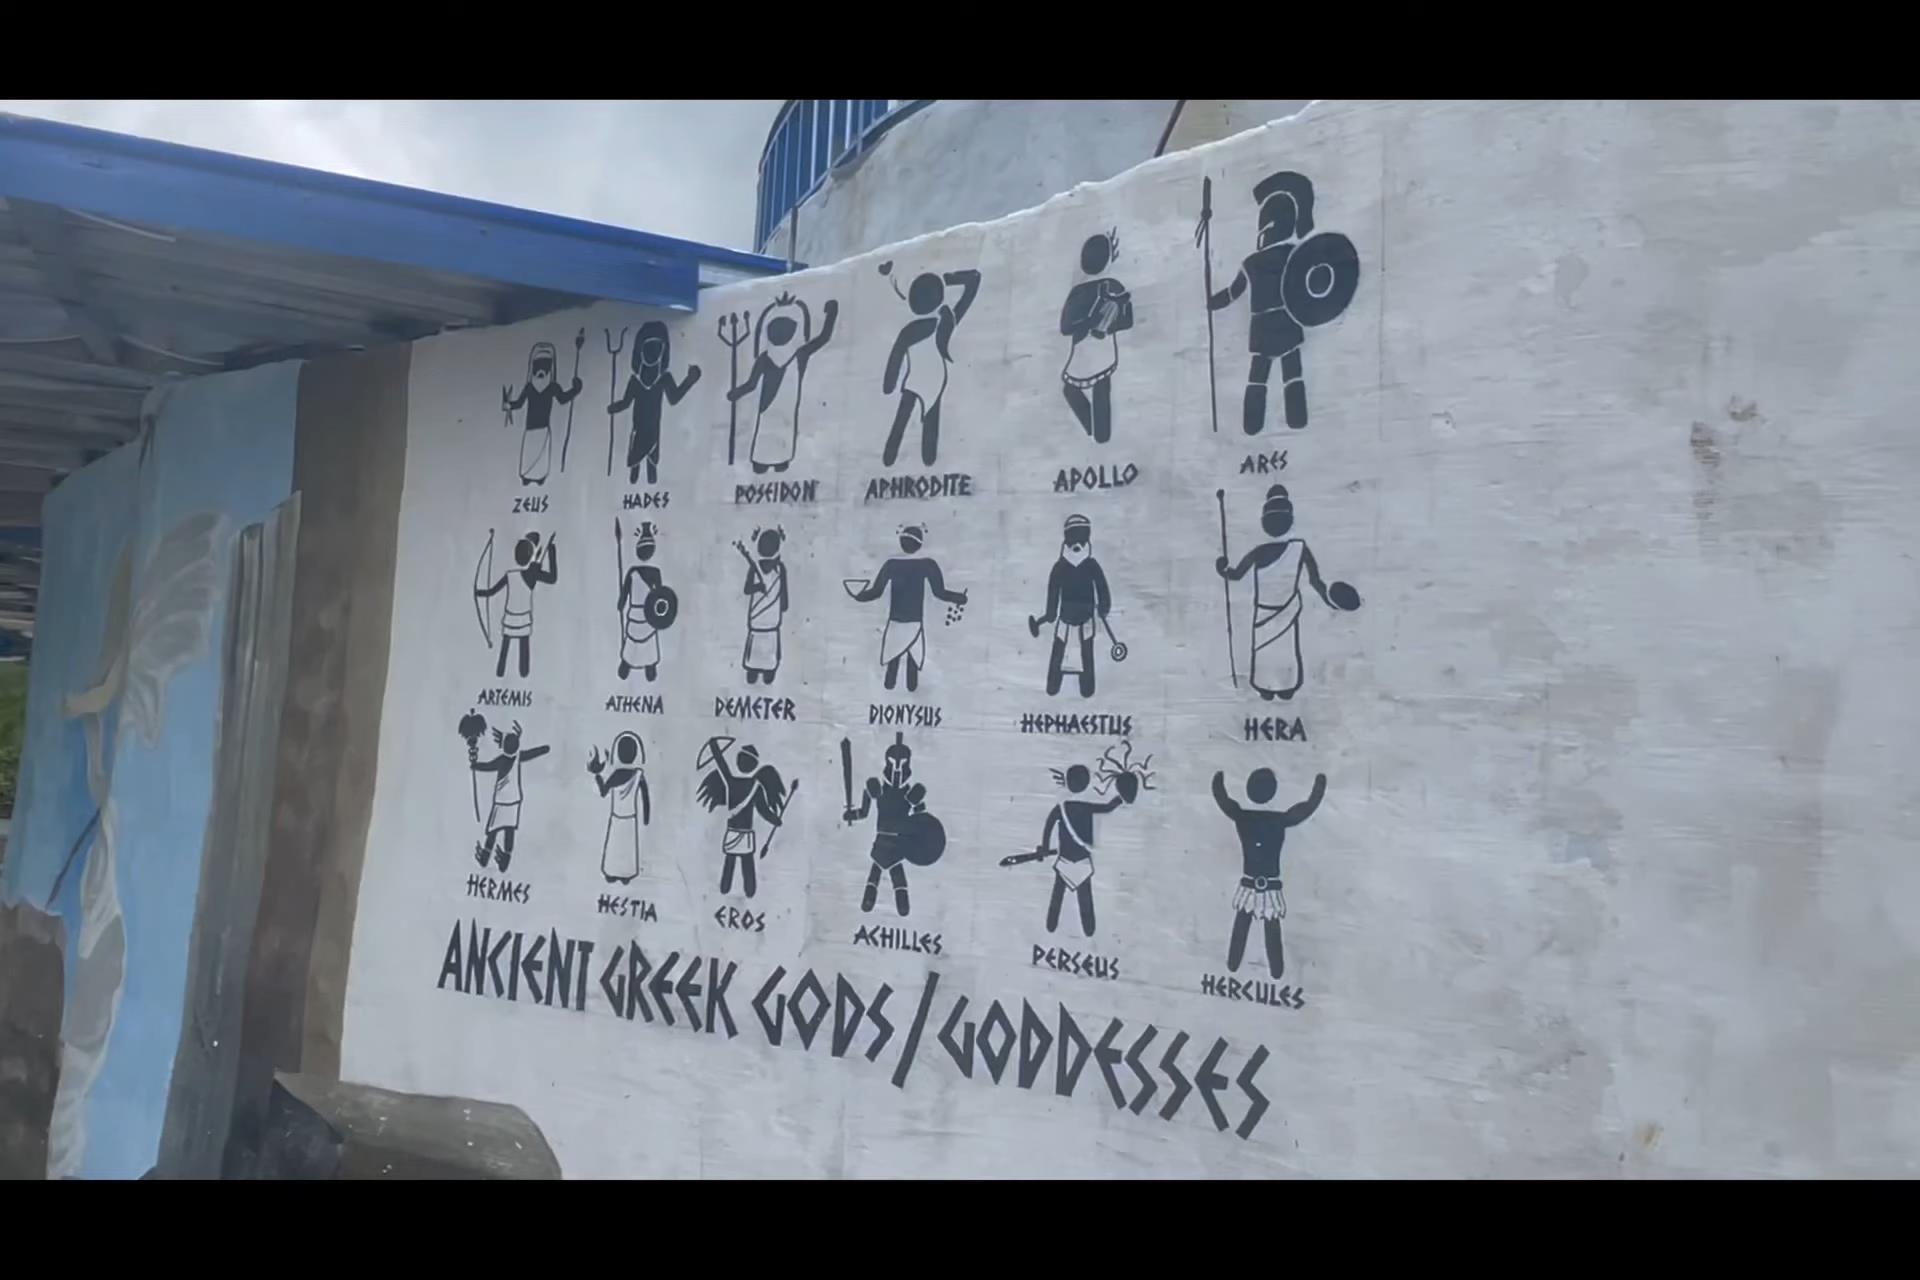 ZEUS HADES POSEIDON APHRODITE APOLLO ARES
ARTEMIS ATHENA DEMETER DIONYSUS HEPHAESTUS HERA
HERMES HESTIA EROS ACHILLES PERSEUS HERCULES
ANCIENT GREEK GODS/GODDESSES